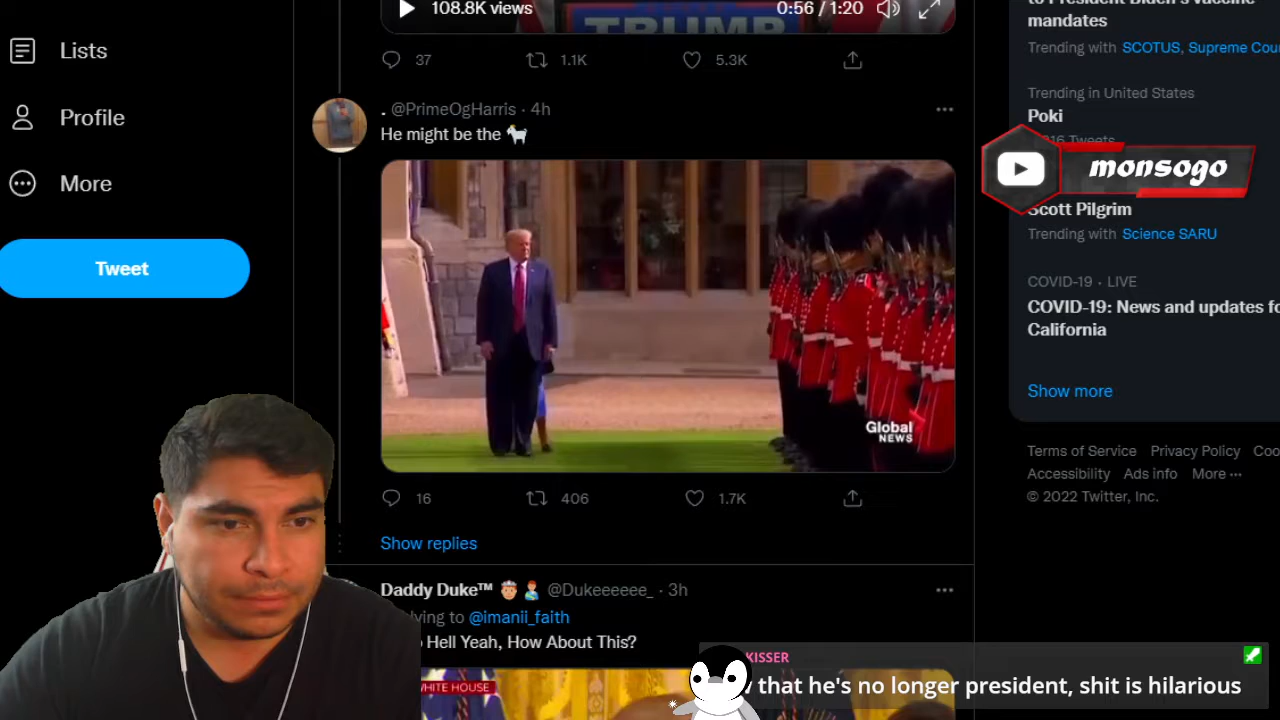 Lists
Profile
More
Tweet
108.8K views
0:56 / 1:20
TRUMP
37
1.1K
5.3K
. @PrimeOgHarris · 4h
He might be the
Global
NEWS
16
406
1.7K
Show replies
Daddy Duke™ @Dukeeeeee_ · 3h
to @imanii_faith
Hell Yeah, How About This?
WHITE HOUSE
to President Biden's vaccine
mandates
Trending with SCOTUS, Supreme
Trending in United States
Poki
Tweets
monsogo
Scott Pilgrim
Trending with Science SARU
COVID-19 · LIVE
COVID-19: News and updates
California
Show more
Terms of Service Privacy Policy
Accessibility Ads info More ···
© 2022 Twitter, Inc.
KISSER
that he's no longer president, shit is hilarious